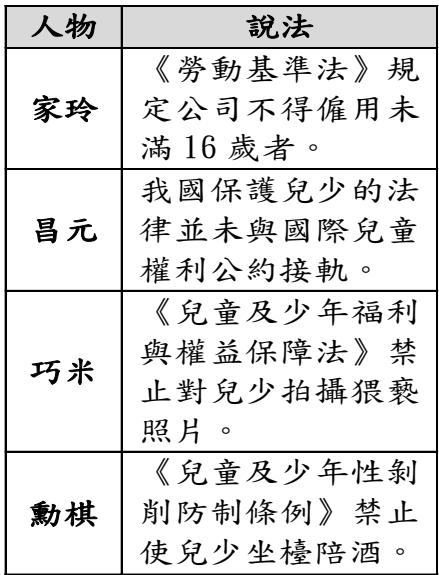 人物 說法
家玲
《勞動基準法》規
定公司不得僱用未
滿16歲者。
昌元
我國保護兒少的法
律並未與國際兒童
權利公約接軌。
巧米
《兒童及少年福利
與權益保障法》禁
止對兒少拍攝猥褻
照片。
勳棋
《兒童及少年性剝
削防制條例》禁止
使兒少坐檯陪酒。